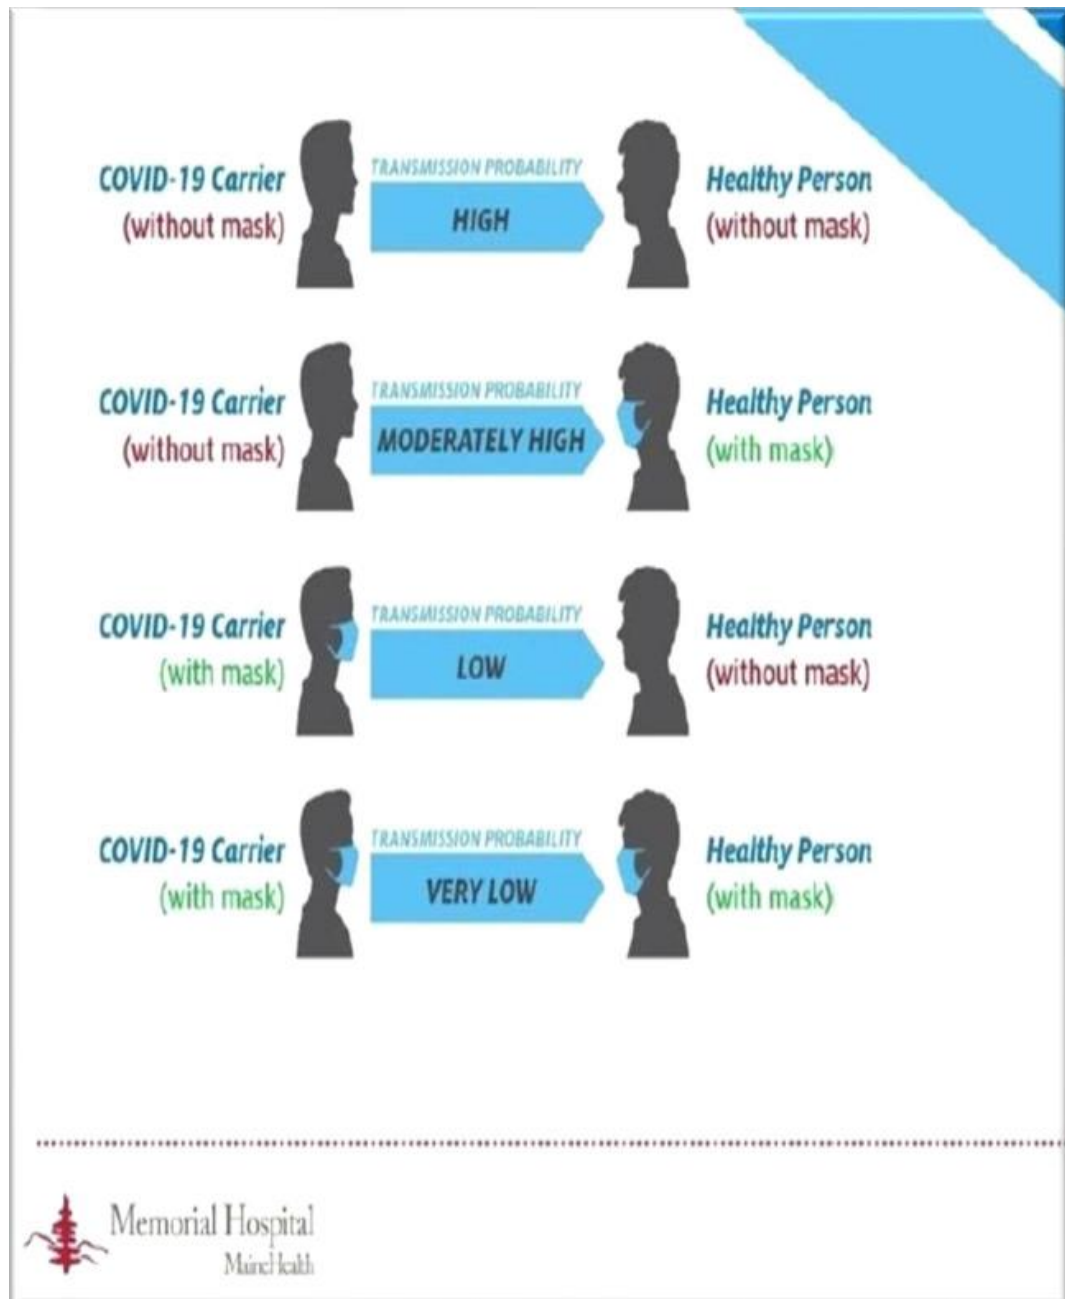 TRANSMISSION PROBABILITY
COVID-19 Carrier HIGH Healthy Person
(without mask) (without mask)
TRANSMISSION PROBABILITY
COVID-19 Carrier MODERATELY HIGH Healthy Person
(without mask) (with mask)
TRANSMISSION PROBABILITY
COVID-19 Carrier LOW Healthy Person
(with mask) (without mask)
TRANSMISSION PROBABILITY
COVID-19 Carrier VERY LOW Healthy Person
(with mask) (with mask)
Memorial Hospital
MaineHealth